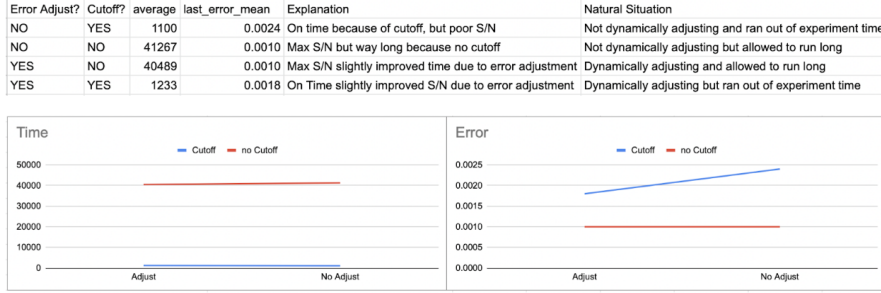 Error Adjust? Cutoff? average last_error_mean Explanation Natural Situation
NO YES 1100 0.0024 On time because of cutoff, but poor S/N Not dynamically adjusting and ran out of experiment time
NO NO 41267 0.0010 Max S/N but way long because no cutoff Not dynamically adjusting but allowed to run long
YES NO 40489 0.0010 Max S/N slightly improved time due to error adjustment Dynamically adjusting and allowed to run long
YES YES 1233 0.0018 On Time slightly improved S/N due to error adjustment Dynamically adjusting but ran out of experiment time
Time
Cutoff no Cutoff
50000
40000
30000
20000
10000
0
Adjust No Adjust
Error
Cutoff no Cutoff
0.0025
0.0020
0.0015
0.0010
0.0005
0.0000
Adjust No Adjust